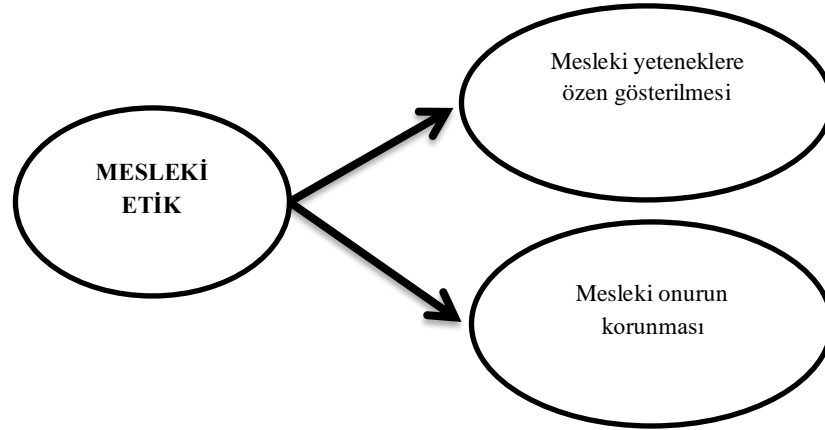 MESLEKİ
ETİK
Mesleki yeteneklere
özen gösterilmesi
Mesleki onurun
korunması